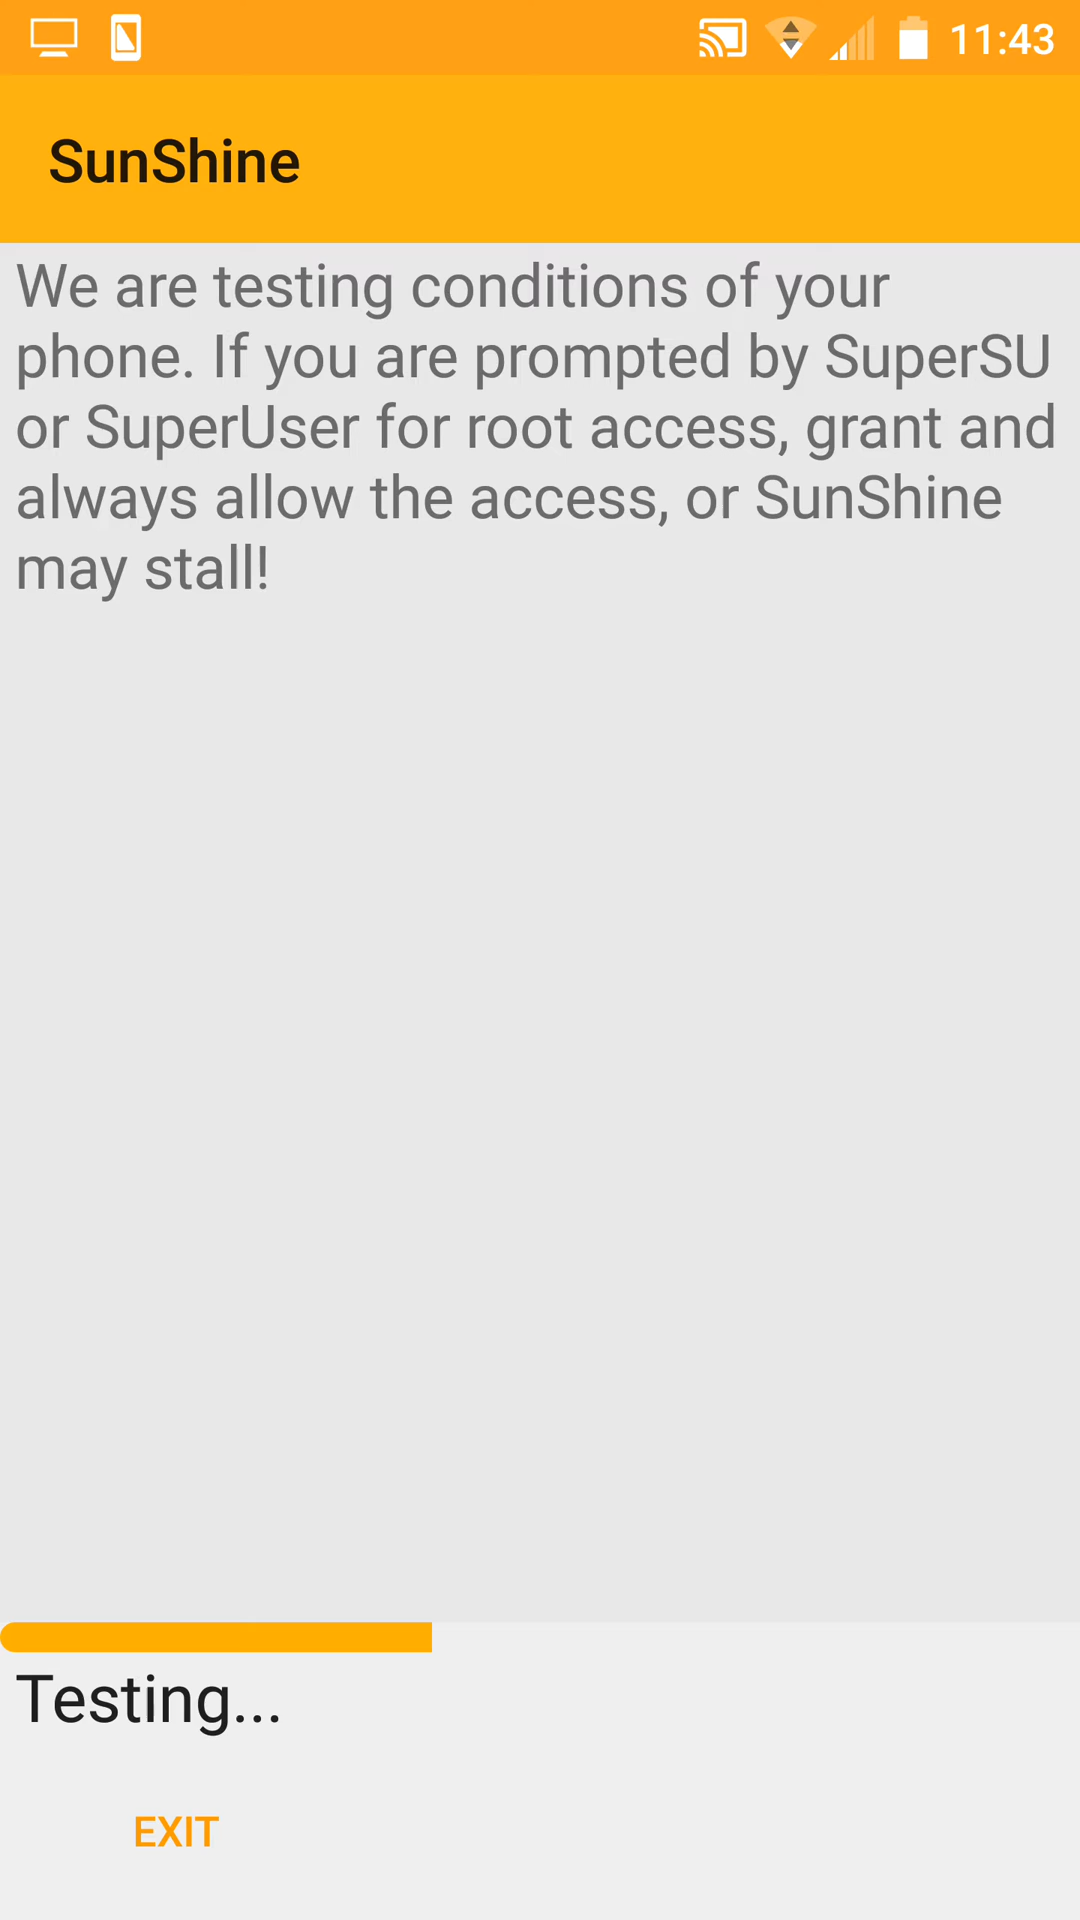 11:43
SunShine
We are testing conditions of your
phone. If you are prompted by SuperSU
or SuperUser for root access, grant and
always allow the access, or SunShine
may stall!
Testing...
EXIT